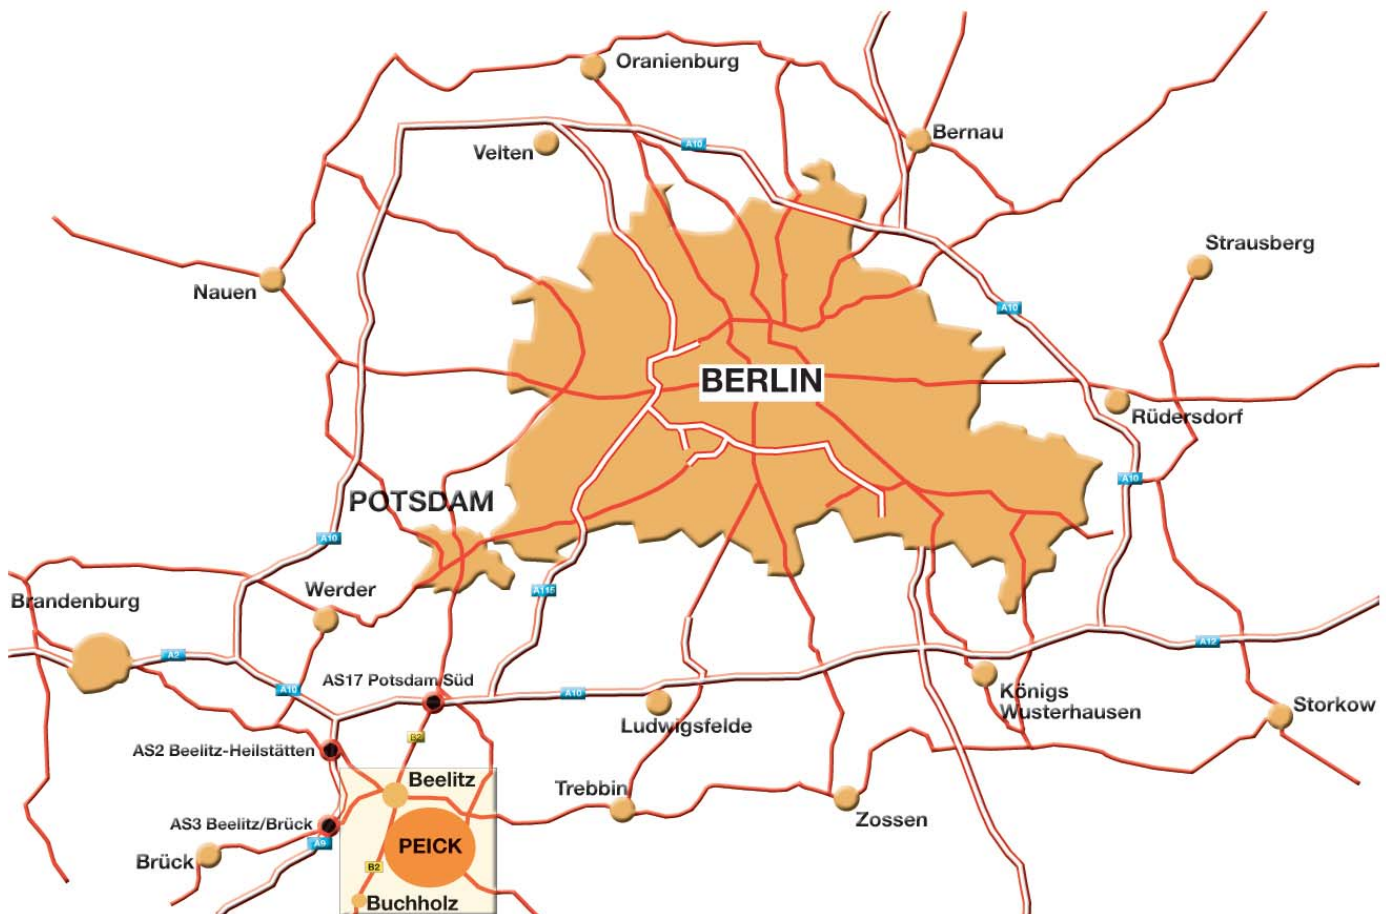 Oranienburg
Bernau
A10
Velten
Strausberg
Nauen
A10
BERLIN
Rüdersdorf
A10
POTSDAM
A10
Werder
A115
Brandenburg
A2
A12
AS17 Potsdam Süd
A10
A10
Königs
Wusterhausen
Storkow
Ludwigsfelde
B2
AS2 Beelitz-Heilstätten
Beelitz
Trebbin
Zossen
AS3 Beelitz/Brück
A9
PEICK
Brück
B2
Buchholz